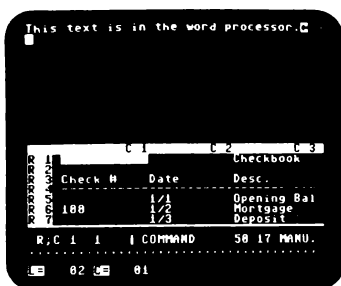 This text is in the word processor.
C 1 C 2 C 3
R 1 Checkbook
R 2
R 3 Check # Date Desc.
R 4
R 5 1/1 Opening Bal
R 6 100 1/2 Mortgage
R 7 1/3 Deposit
R;C 1 1 COMMAND 50 17 MANU.
L= 02 C= 01